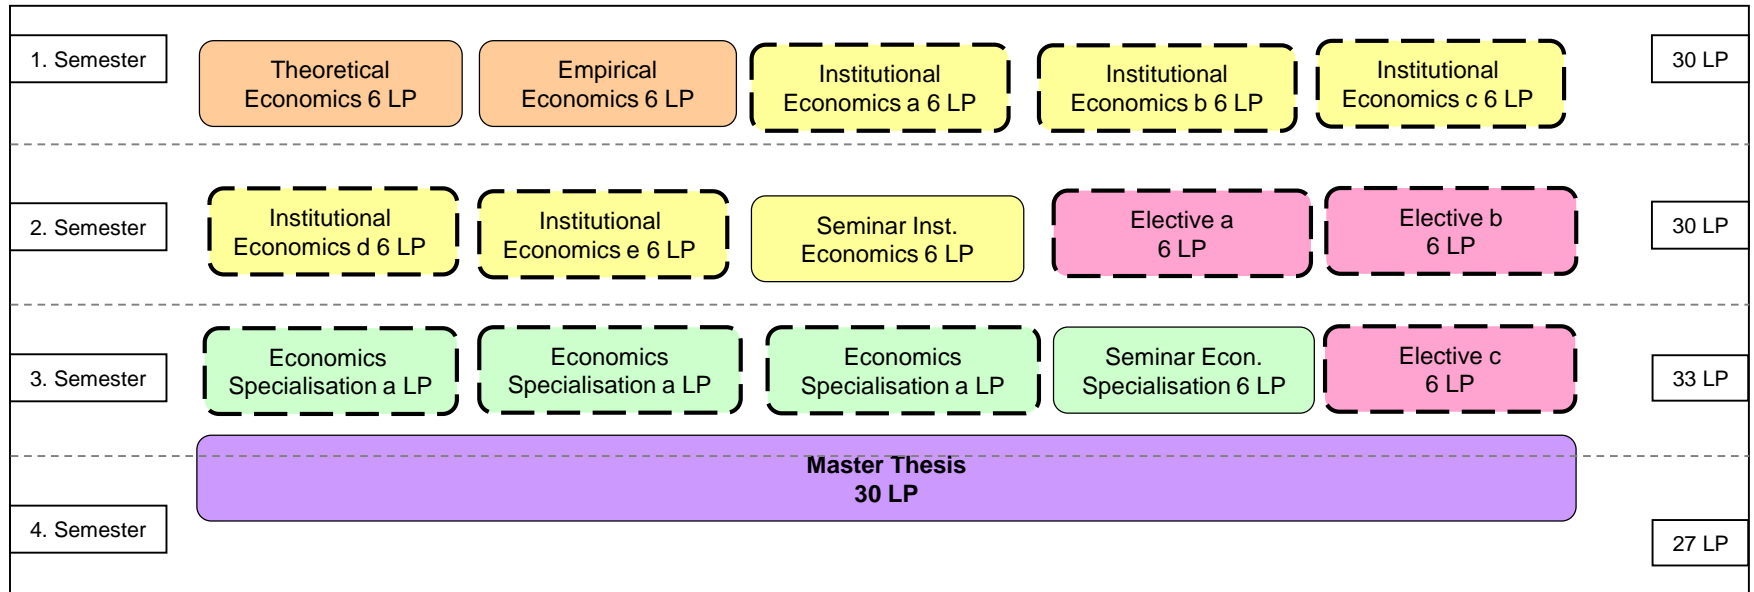 1. Semester
Theoretical
Economics 6 LP
Empirical
Economics 6 LP
Institutional
Economics a 6 LP
Institutional
Economics b 6 LP
Institutional
Economics c 6 LP
30 LP
2. Semester
Institutional
Economics d 6 LP
Institutional
Economics e 6 LP
Seminar Inst.
Economics 6 LP
Elective a
6 LP
Elective b
6 LP
30 LP
3. Semester
Economics
Specialisation a LP
Economics
Specialisation a LP
Economics
Specialisation a LP
Seminar Econ.
Specialisation 6 LP
Elective c
6 LP
33 LP
Master Thesis
30 LP
4. Semester
27 LP